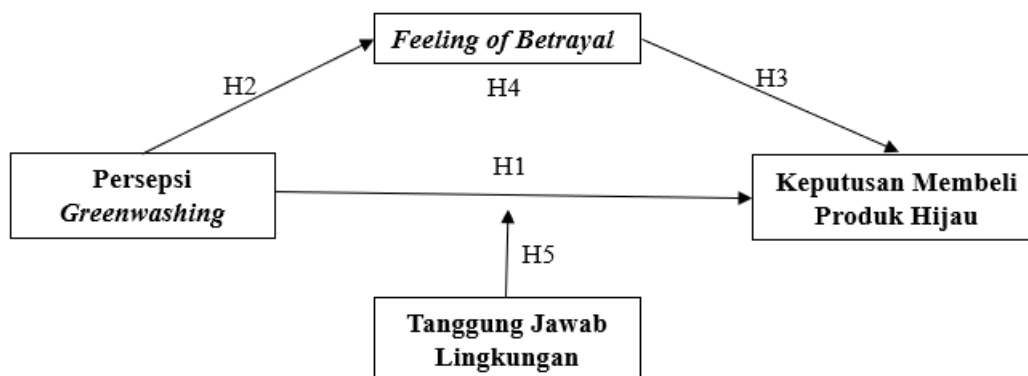 Feeling of Betrayal
H2
H4
H3
Persepsi
Greenwashing
H1
Keputusan Membeli
Produk Hijau
H5
Tanggung Jawab
Lingkungan